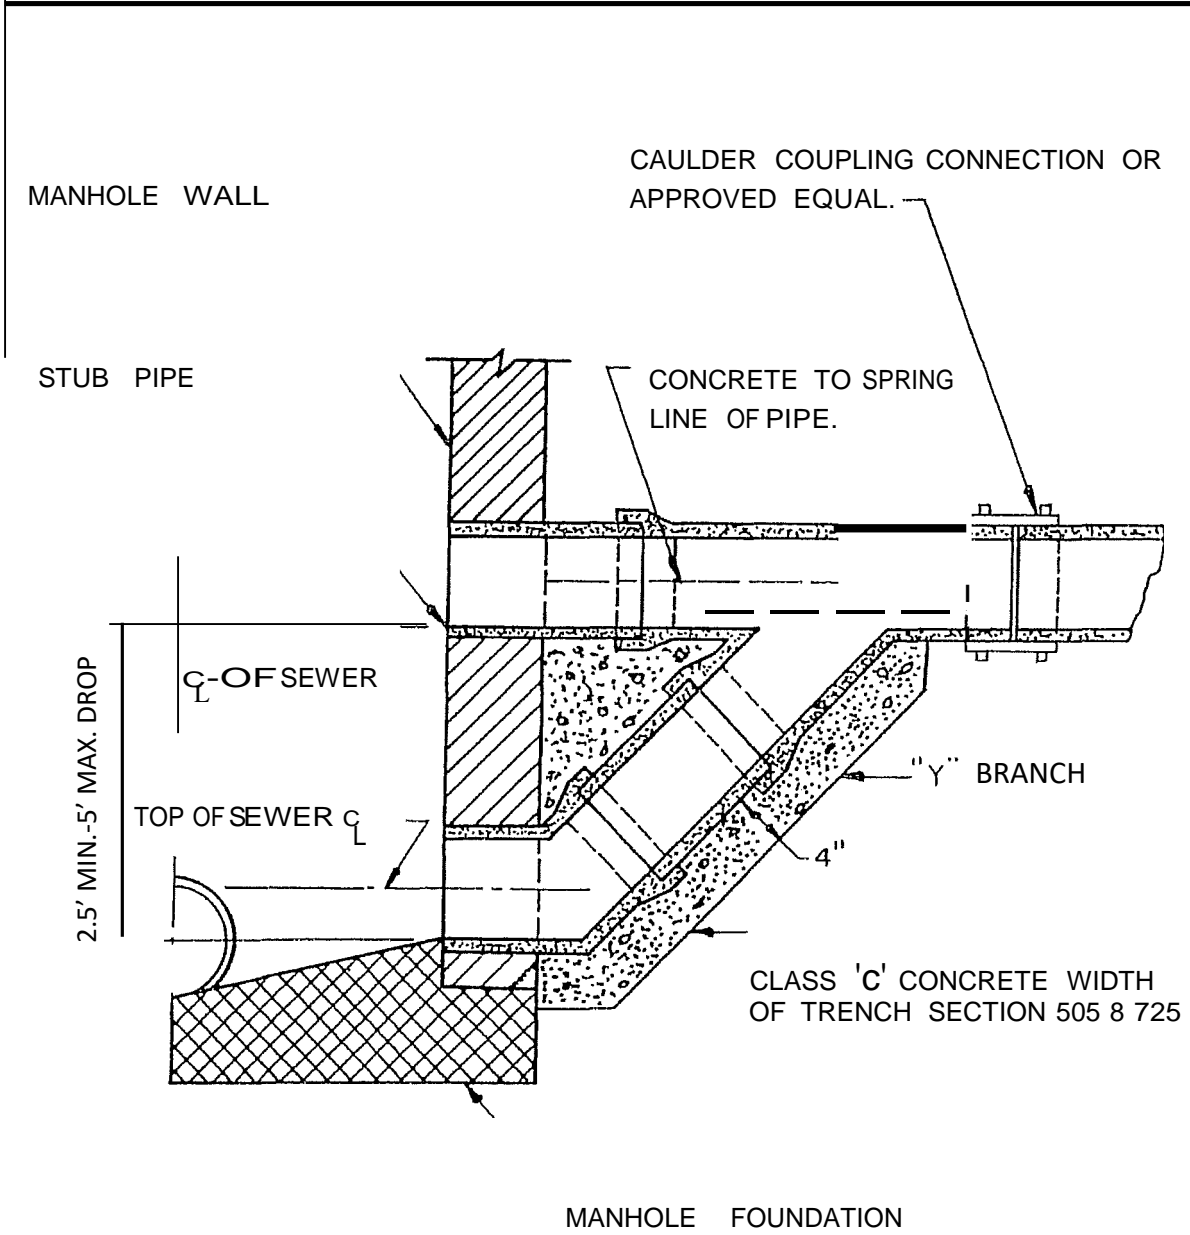 CAULDER COUPLING CONNECTION OR
APPROVED EQUAL.
MANHOLE WALL
STUB PIPE
CONCRETE TO SPRING
LINE OF PIPE.
℄-OF SEWER
2.5' MIN.-5' MAX. DROP
"Y" BRANCH
TOP OF SEWER ℄
4"
CLASS 'C' CONCRETE WIDTH
OF TRENCH SECTION 505 8 725
MANHOLE FOUNDATION